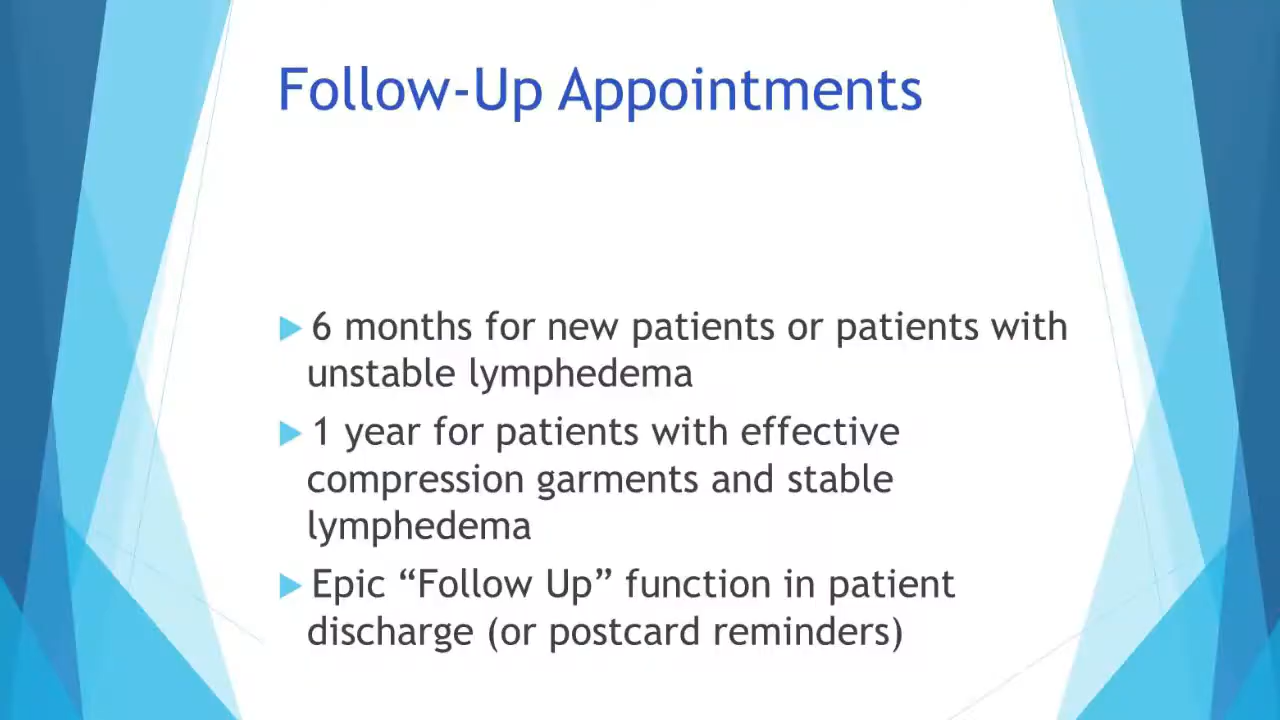 Follow-Up Appointments
6 months for new patients or patients with
unstable lymphedema
1 year for patients with effective
compression garments and stable
lymphedema
Epic “Follow Up” function in patient
discharge (or postcard reminders)